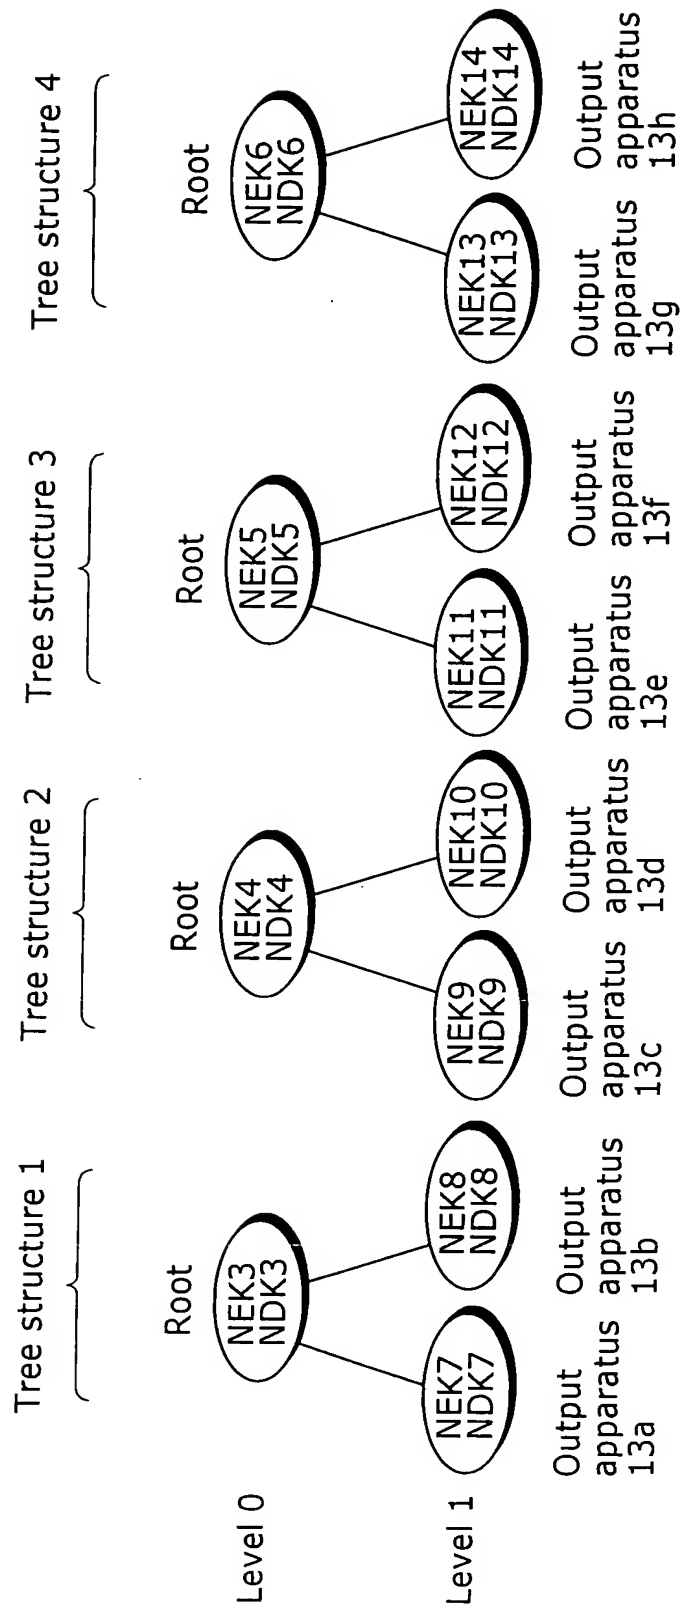 Tree structure 1
Tree structure 2
Tree structure 3
Tree structure 4
Root
Root
Root
Root
Level 0
NEK3
NDK3
NEK4
NDK4
NEK5
NDK5
NEK6
NDK6
Level 1
NEK7
NDK7
NEK8
NDK8
NEK9
NDK9
NEK10
NDK10
NEK11
NDK11
NEK12
NDK12
NEK13
NDK13
NEK14
NDK14
Output
apparatus
13a
Output
apparatus
13b
Output
apparatus
13c
Output
apparatus
13d
Output
apparatus
13e
Output
apparatus
13f
Output
apparatus
13g
Output
apparatus
13h